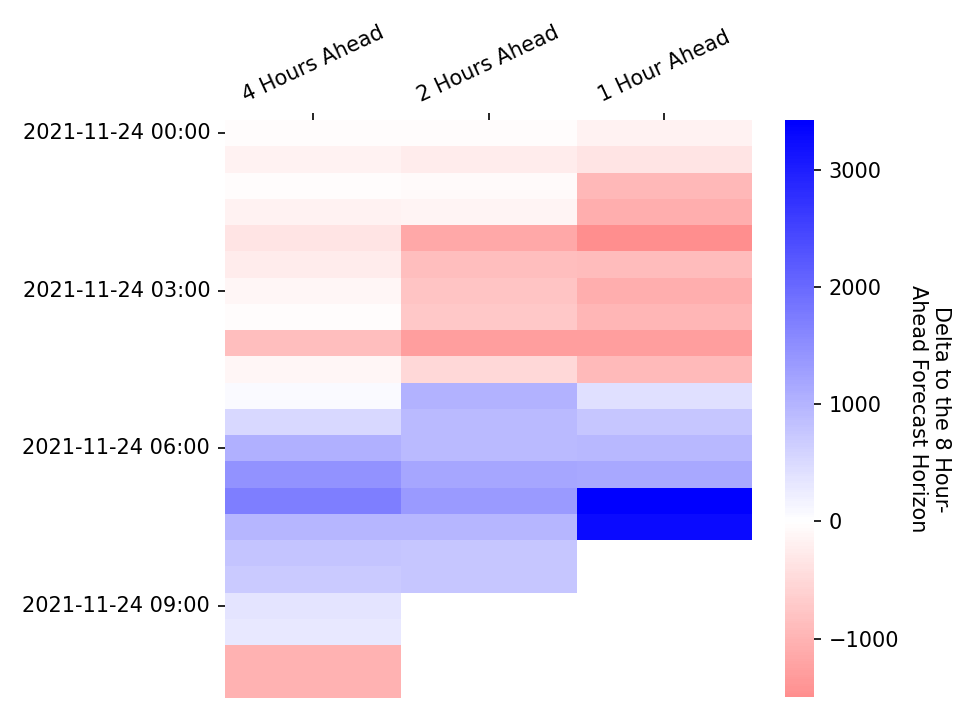 4 Hours Ahead
2 Hours Ahead
1 Hour Ahead
2021-11-24 00:00
2021-11-24 03:00
2021-11-24 06:00
2021-11-24 09:00
3000
2000
1000
0
−1000
Delta to the 8 Hour-
Ahead Forecast Horizon